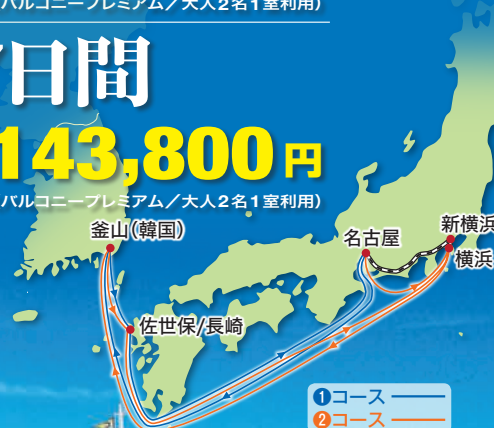 バルコニープレミアム／大人2名1室利用）
日間
143,800円
バルコニープレミアム／大人2名1室利用）
釜山（韓国）
名古屋
新横浜
横浜
佐世保/長崎
①コース
②コース